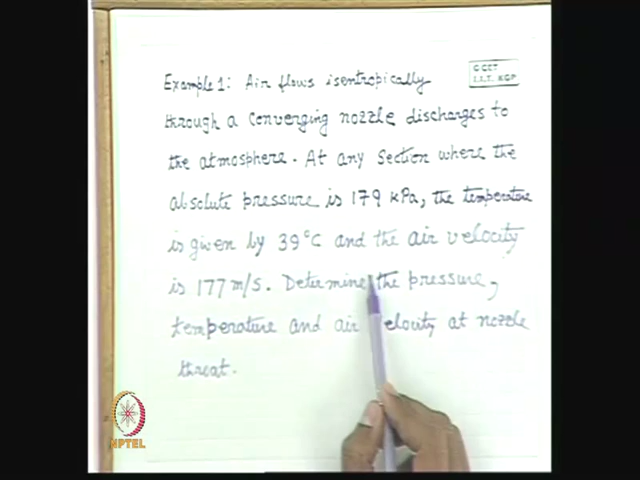 Example 1: Air flows isentropically
through a converging nozzle discharges to
the atmosphere. At any section where the
absolute pressure is 179 kPa, the temperature
is given by 39°C and the air velocity
is 177 m/s. Determine the pressure,
temperature and air velocity at nozzle
threat.
CET
I.I.T. KGP
NPTEL